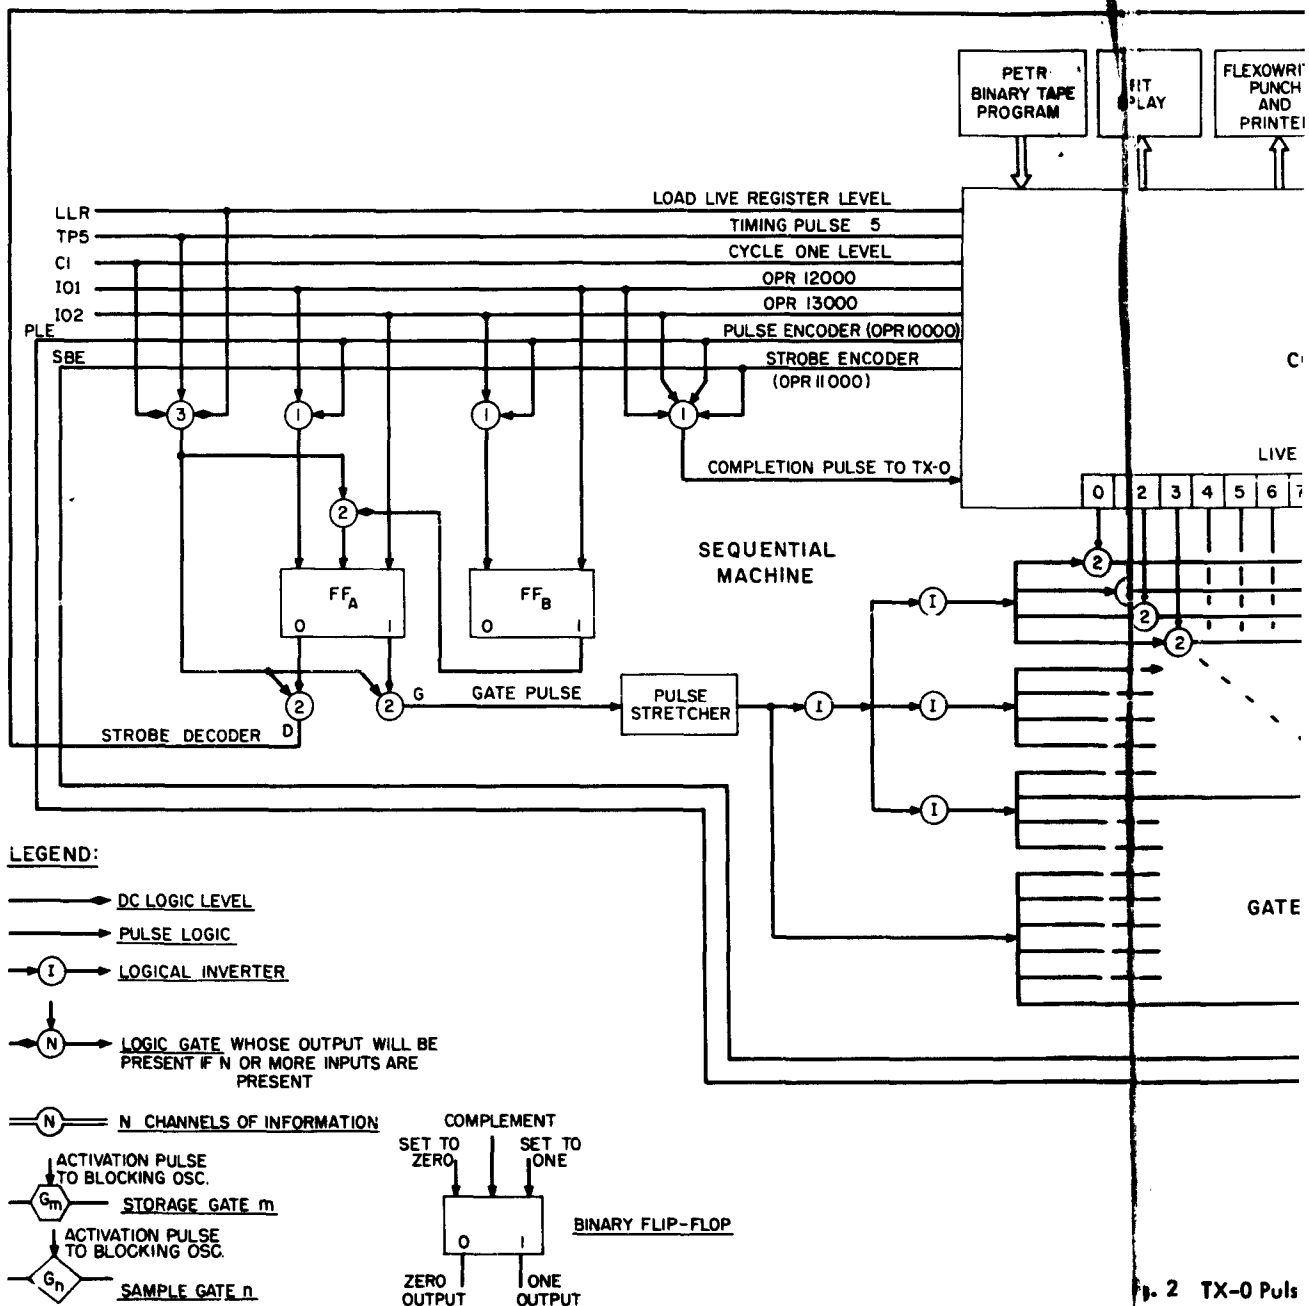 PETR
BINARY TAPE
PROGRAM
PLAY
FLEXOWRI
PUNCH
AND
PRINTE
LLR
LOAD LIVE REGISTER LEVEL
TP5
TIMING PULSE 5
C1
CYCLE ONE LEVEL
IO1
OPR 12000
IO2
OPR 13000
PLE
PULSE ENCODER (OPR 10000)
SBE
STROBE ENCODER
(OPR 11000)
C
3
1
1
1
COMPLETION PULSE TO TX-0
LIVE
0 2 3 4 5 6 7
2
SEQUENTIAL
MACHINE
2
FFA
0 1
FFB
0 1
I
2
2
2
G
GATE PULSE
PULSE
STRETCHER
I
I
2
D
STROBE DECODER
I
LEGEND:
DC LOGIC LEVEL
PULSE LOGIC
I
LOGICAL INVERTER
GATE
N
LOGIC GATE WHOSE OUTPUT WILL BE
PRESENT IF N OR MORE INPUTS ARE
PRESENT
N
N CHANNELS OF INFORMATION
ACTIVATION PULSE
TO BLOCKING OSC.
Gm
STORAGE GATE m
ACTIVATION PULSE
TO BLOCKING OSC.
Gn
SAMPLE GATE n
COMPLEMENT
SET TO
ZERO
SET TO
ONE
0 1
BINARY FLIP-FLOP
ZERO
OUTPUT
ONE
OUTPUT
2 TX-0 Puls